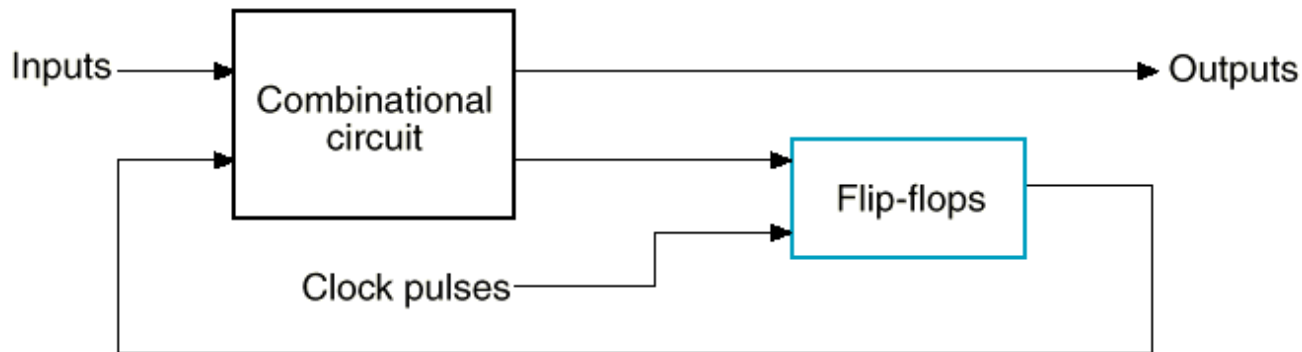 Inputs
Combinational
circuit
Outputs
Flip-flops
Clock pulses